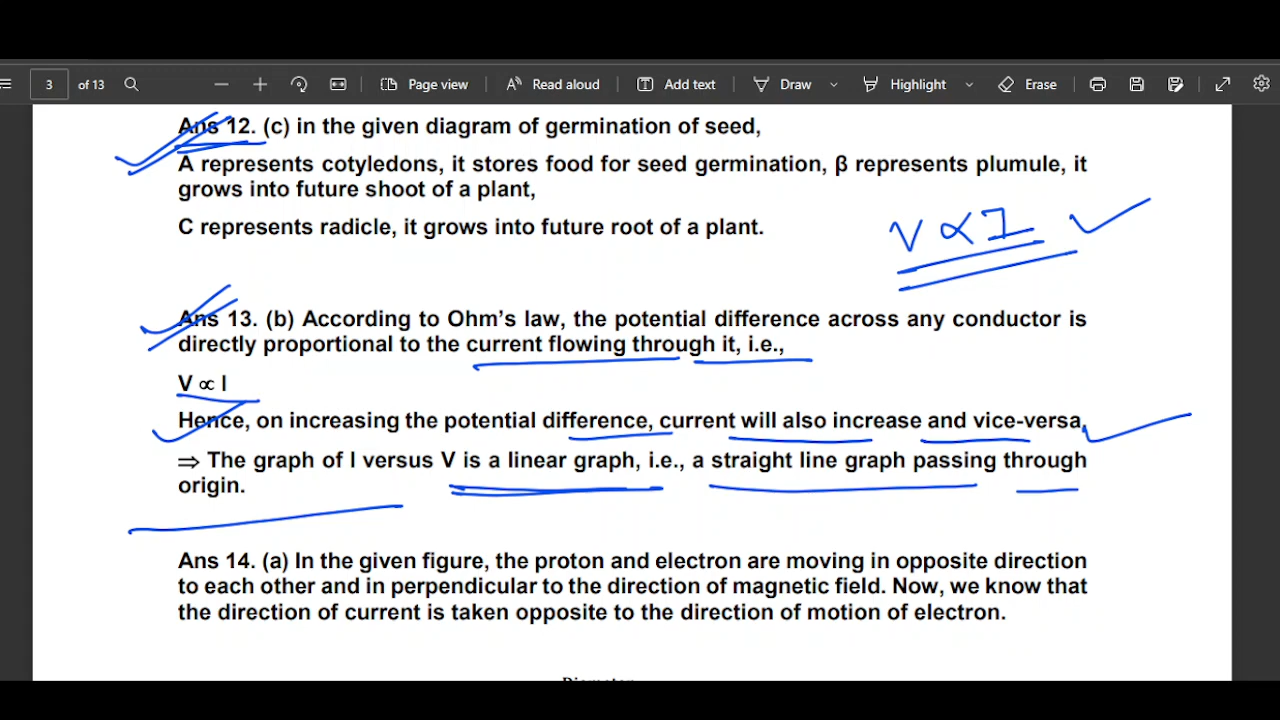 3 of 13 Page view Read aloud Add text Draw Highlight Erase
Ans 12. (c) in the given diagram of germination of seed,
A represents cotyledons, it stores food for seed germination, β represents plumule, it
grows into future shoot of a plant,
C represents radicle, it grows into future root of a plant.
V ∝ I
Ans 13. (b) According to Ohm's law, the potential difference across any conductor is
directly proportional to the current flowing through it, i.e.,
V ∝ I
Hence, on increasing the potential difference, current will also increase and vice-versa,
⇒ The graph of I versus V is a linear graph, i.e., a straight line graph passing through
origin.
Ans 14. (a) In the given figure, the proton and electron are moving in opposite direction
to each other and in perpendicular to the direction of magnetic field. Now, we know that
the direction of current is taken opposite to the direction of motion of electron.